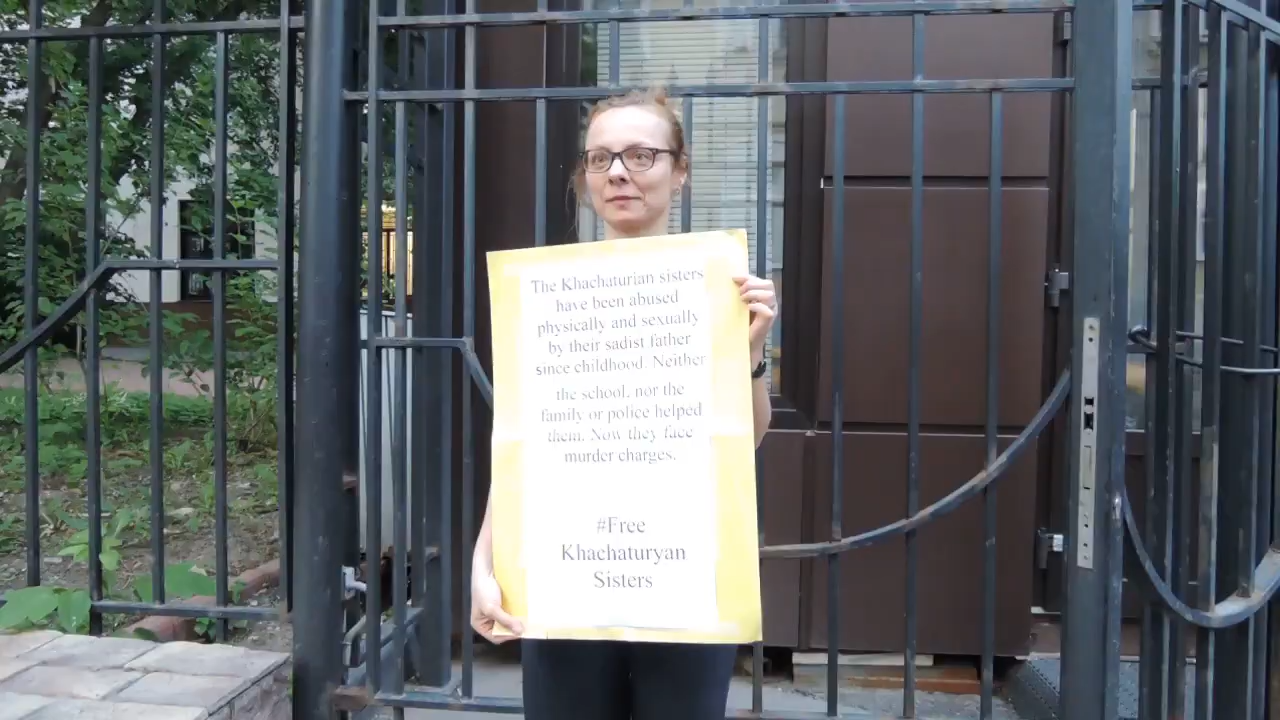 The Khachaturian sisters
have been abused
physically and sexually
by their sadist father
since childhood. Neither
the school, nor the
family or police helped
them. Now they face
murder charges.
#Free
Khachaturyan
Sisters